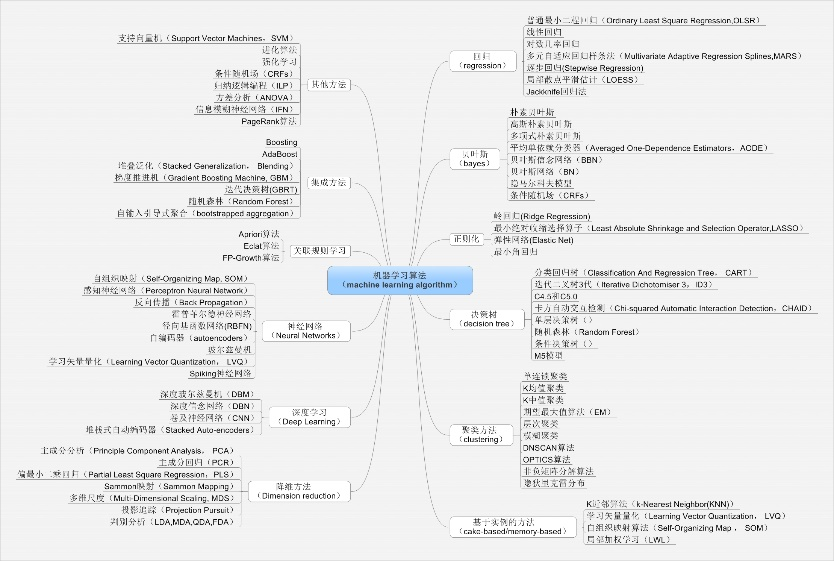 机器学习算法
（machine learning algorithm）
回归
（regression）
普通最小二程回归（Ordinary Least Square Regression,OLSR）
线性回归
对数几率回归
多元自适应回归样条法（Multivariate Adaptive Regression Splines,MARS）
逐步回归(Stepwise Regression)
局部散点平滑估计（LOESS）
Jackknife回归法
贝叶斯
（bayes）
朴素贝叶斯
高斯朴素贝叶斯
多项式朴素贝叶斯
平均单依赖分类器（Averaged One-Dependence Estimators，AODE）
贝叶斯信念网络（BBN）
贝叶斯网络（BN）
隐马尔科夫模型
条件随机场（CRFs）
正则化
岭回归(Ridge Regression)
最小绝对收缩选择算子（Least Absolute Shrinkage and Selection Operator,LASSO）
弹性网络(Elastic Net)
最小角回归
决策树
（decision tree）
分类回归树（Classification And Regression Tree， CART）
迭代二叉树3代（Iterative Dichotomiser 3，ID3）
C4.5和C5.0
卡方自动交互检测（Chi-squared Automatic Interaction Detection，CHAID）
单层决策树（）
随机森林（Random Forest）
条件决策树（）
M5模型
聚类方法
（clustering）
单连锁聚类
K均值聚类
K中值聚类
期望最大值算法（EM）
层次聚类
模糊聚类
DNSCAN算法
OPTICS算法
非负矩阵分解算法
隐狄里克雷分布
基于实例的方法
（cake-based/memory-based）
K近邻算法（k-Nearest Neighbor(KNN)）
学习矢量量化（Learning Vector Quantization， LVQ）
自组织映射算法（Self-Organizing Map ， SOM）
局部加权学习（LWL）
其他方法
支持向量机（Support Vector Machines，SVM）
进化算法
强化学习
条件随机场（CRFs）
归纳逻辑编程（ILP）
方差分析（ANOVA）
信息模糊神经网络（IFN）
PageRank算法
集成方法
Boosting
AdaBoost
堆叠泛化（Stacked Generalization， Blending）
梯度推进机（Gradient Boosting Machine, GBM）
迭代决策树(GBRT)
随机森林（Random Forest）
自输入引导式聚合（bootstrapped aggregation）
关联规则学习
Apriori算法
Eclat算法
FP-Growth算法
神经网络
（Neural Networks）
自组织映射（Self-Organizing Map, SOM）
感知神经网络（Perceptron Neural Network）
反向传播（Back Propagation）
霍普菲尔德神经网络
径向基函数网络(RBFN)
自编码器（autoencoders）
玻尔兹曼机
学习矢量量化（Learning Vector Quantization， LVQ）
Spiking神经网络
深度学习
（Deep Learning）
深度玻尔兹曼机（DBM）
深度信念网络（DBN）
卷及神经网络（CNN）
堆栈式自动编码器（Stacked Auto-encoders）
降维方法
（Dimension reduction）
主成分分析（Principle Component Analysis， PCA）
主成分回归（PCR）
偏最小二乘回归（Partial Least Square Regression，PLS）
Sammon映射（Sammon Mapping）
多维尺度（Multi-Dimensional Scaling, MDS）
投影追踪（Projection Pursuit）
判别分析（LDA,MDA,QDA,FDA）